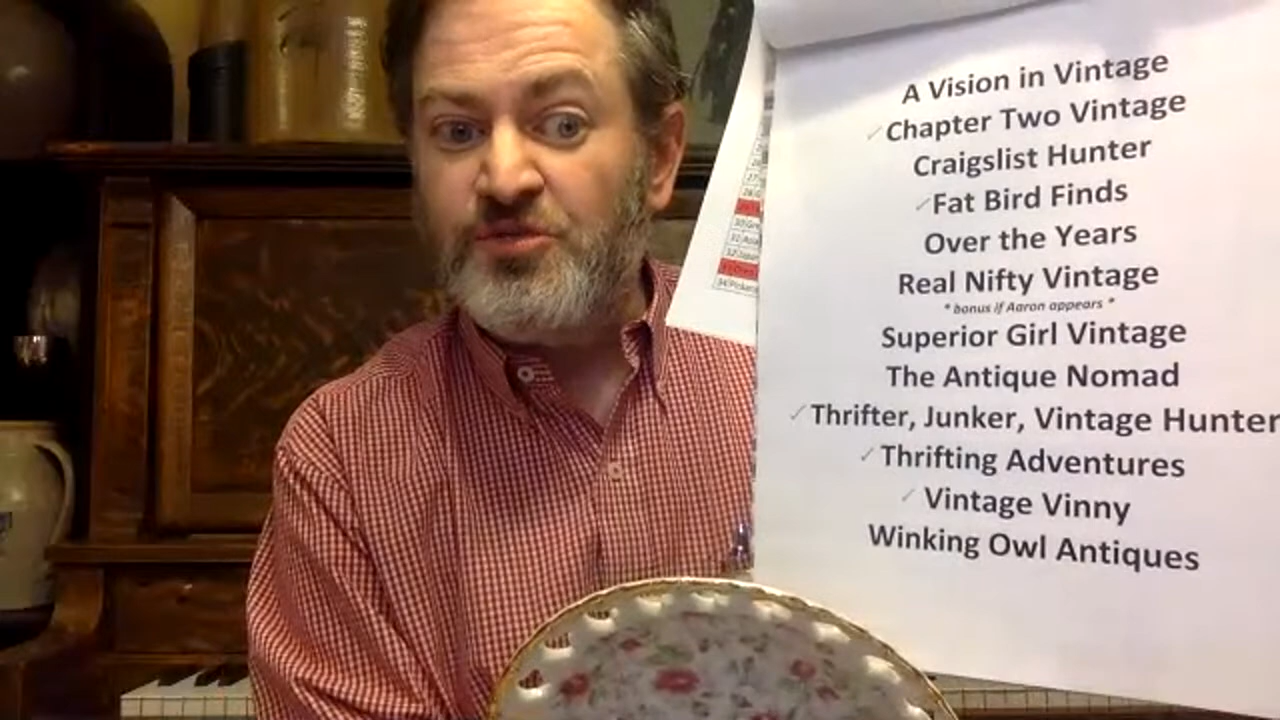 A Vision in Vintage
✓Chapter Two Vintage
Craigslist Hunter
✓Fat Bird Finds
Over the Years
Real Nifty Vintage
* bonus if Aaron appears *
Superior Girl Vintage
The Antique Nomad
✓Thrifter, Junker, Vintage Hunter
✓Thrifting Adventures
✓Vintage Vinny
Winking Owl Antiques